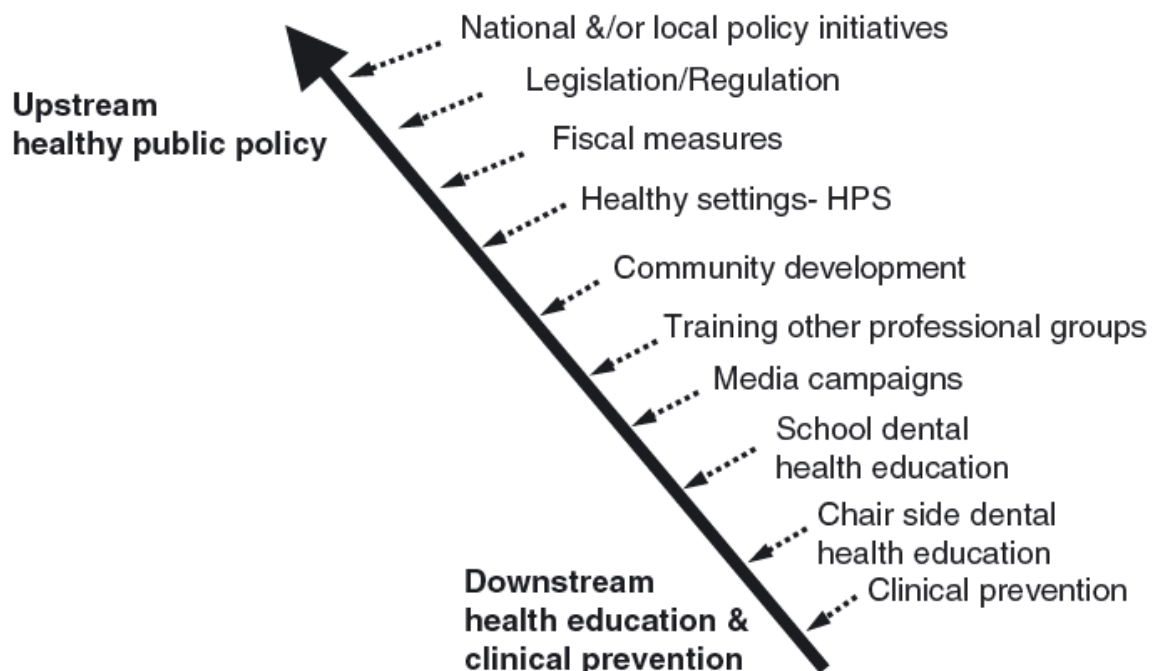 National &/or local policy initiatives
Legislation/Regulation
Upstream
healthy public policy
Fiscal measures
Healthy settings- HPS
Community development
Training other professional groups
Media campaigns
School dental
health education
Chair side dental
health education
Downstream
health education &
clinical prevention
Clinical prevention